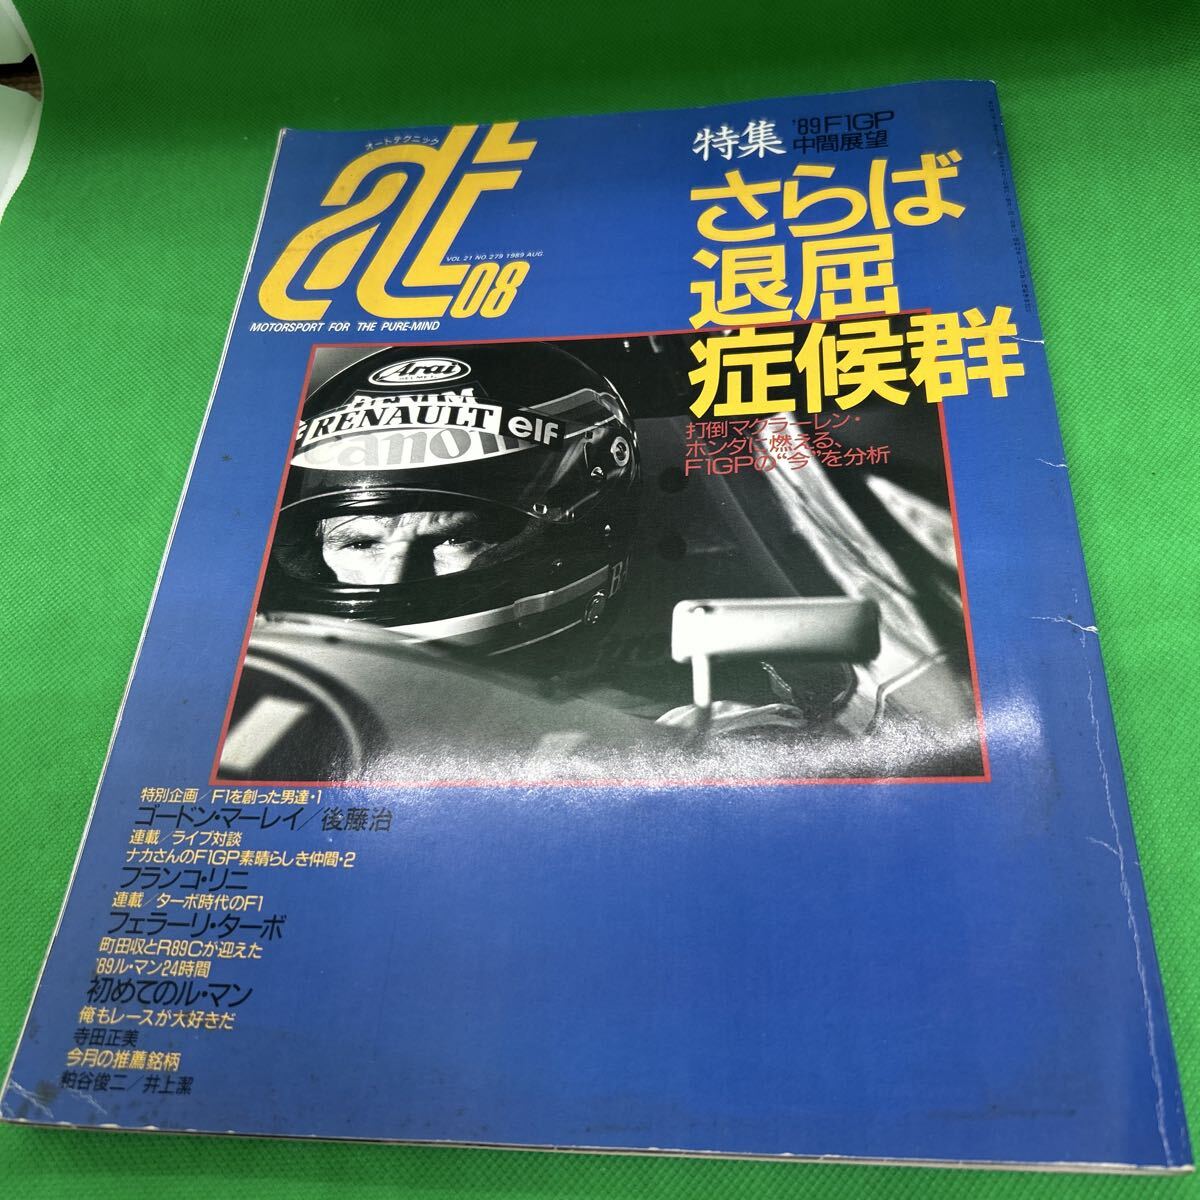 オートテクニック
at
VOL 21 NO.279 1989 AUG.
08
MOTORSPORT FOR THE PURE-MIND
特集
'89 F1GP
中間展望
さらば
退屈
症候群
打倒マクラーレン・
ホンダに燃える、
F1GPの“今”を分析
Arai
HELMET
DENIM
RENAULT
elf
canon
特別企画/F1を創った男達・1
ゴードン・マーレイ/後藤治
連載/ライブ対談
ナカさんのF1GP素晴らしき仲間・2
フランコ・リニ
連載/ターボ時代のF1
フェラーリ・ターボ
町田収とR89Cが迎えた
'89ル・マン24時間
初めてのル・マン
俺もレースが大好きだ
寺田正美
今月の推薦銘柄
粕谷俊二/井上潔